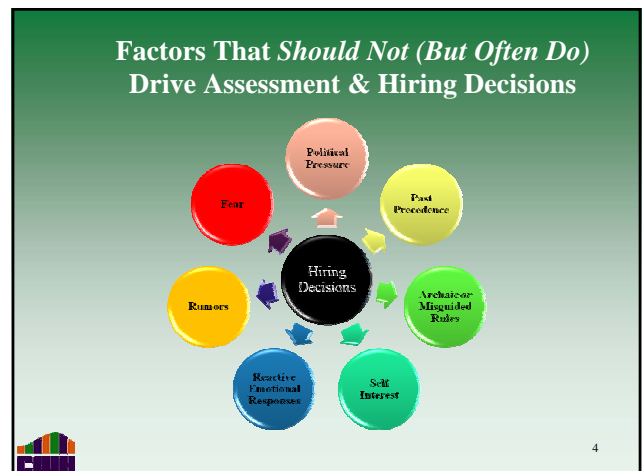 Factors That Should Not (But Often Do)
Drive Assessment & Hiring Decisions
Political
Pressure
Past
Precedence
Archaic or
Misguided
Rules
Self
Interest
Reactive
Emotional
Responses
Rumors
Fear
Hiring
Decisions
4